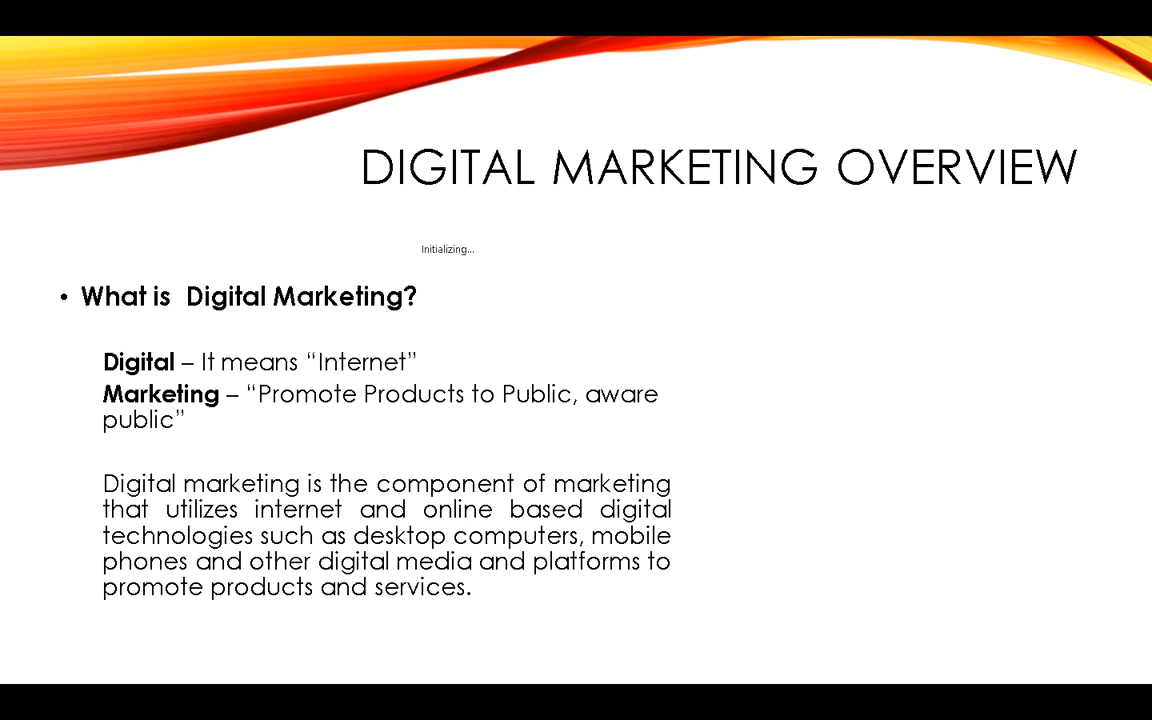 DIGITAL MARKETING OVERVIEW
Initializing...
• What is  Digital Marketing?
Digital – It means “Internet”
Marketing – “Promote Products to Public, aware
public”
Digital marketing is the component of marketing
that utilizes internet and online based digital
technologies such as desktop computers, mobile
phones and other digital media and platforms to
promote products and services.